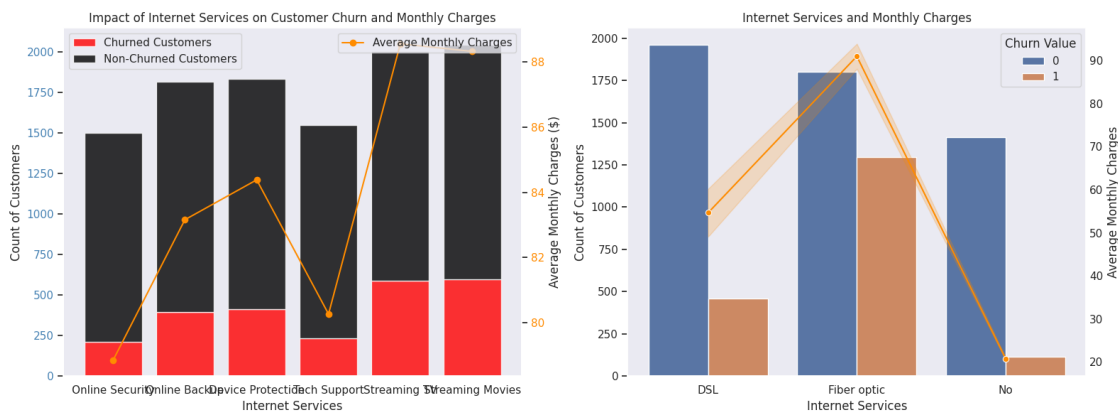 Impact of Internet Services on Customer Churn and Monthly Charges
Churned Customers
Non-Churned Customers
Average Monthly Charges
Count of Customers
2000
1750
1500
1250
1000
750
500
250
0
88
86
84
82
80
Average Monthly Charges ($)
Online Security
Online Backup
Device Protection
Tech Support
Streaming TV
Streaming Movies
Internet Services
Internet Services and Monthly Charges
Churn Value
0
1
Count of Customers
2000
1750
1500
1250
1000
750
500
250
0
90
80
70
60
50
40
30
20
Average Monthly Charges
DSL
Fiber optic
No
Internet Services